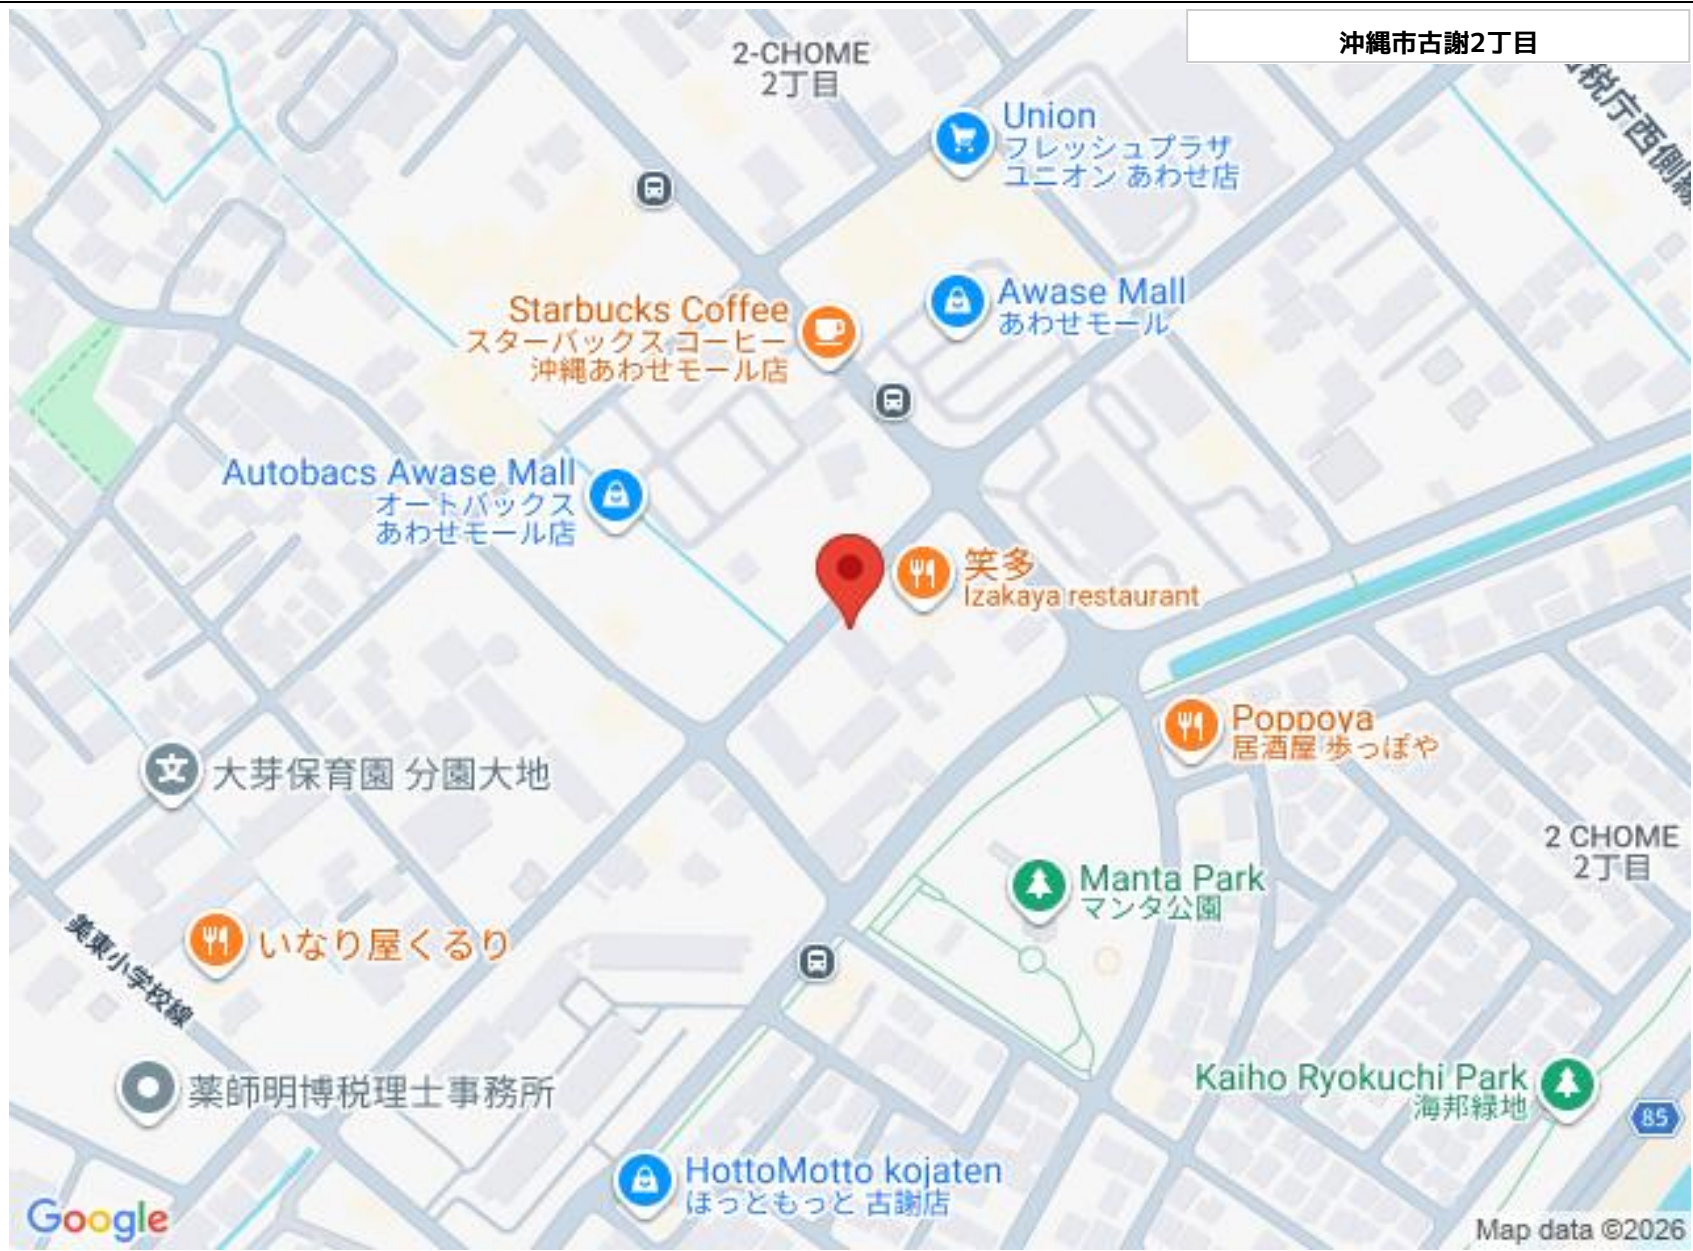 沖縄市古謝2丁目
2-CHOME
2丁目
税庁西側線
Union
フレッシュプラザ
ユニオン あわせ店
Starbucks Coffee
スターバックス コーヒー
沖縄あわせモール店
Awase Mall
あわせモール
Autobacs Awase Mall
オートバックス
あわせモール店
笑多
Izakaya restaurant
Poppoya
居酒屋 歩っぽや
大芽保育園 分園大地
2 CHOME
2丁目
Manta Park
マンタ公園
いなり屋くるり
美東小学校線
Kaiho Ryokuchi Park
海邦緑地
85
薬師明博税理士事務所
HottoMotto kojaten
ほっともっと 古謝店
Google
Map data ©2026